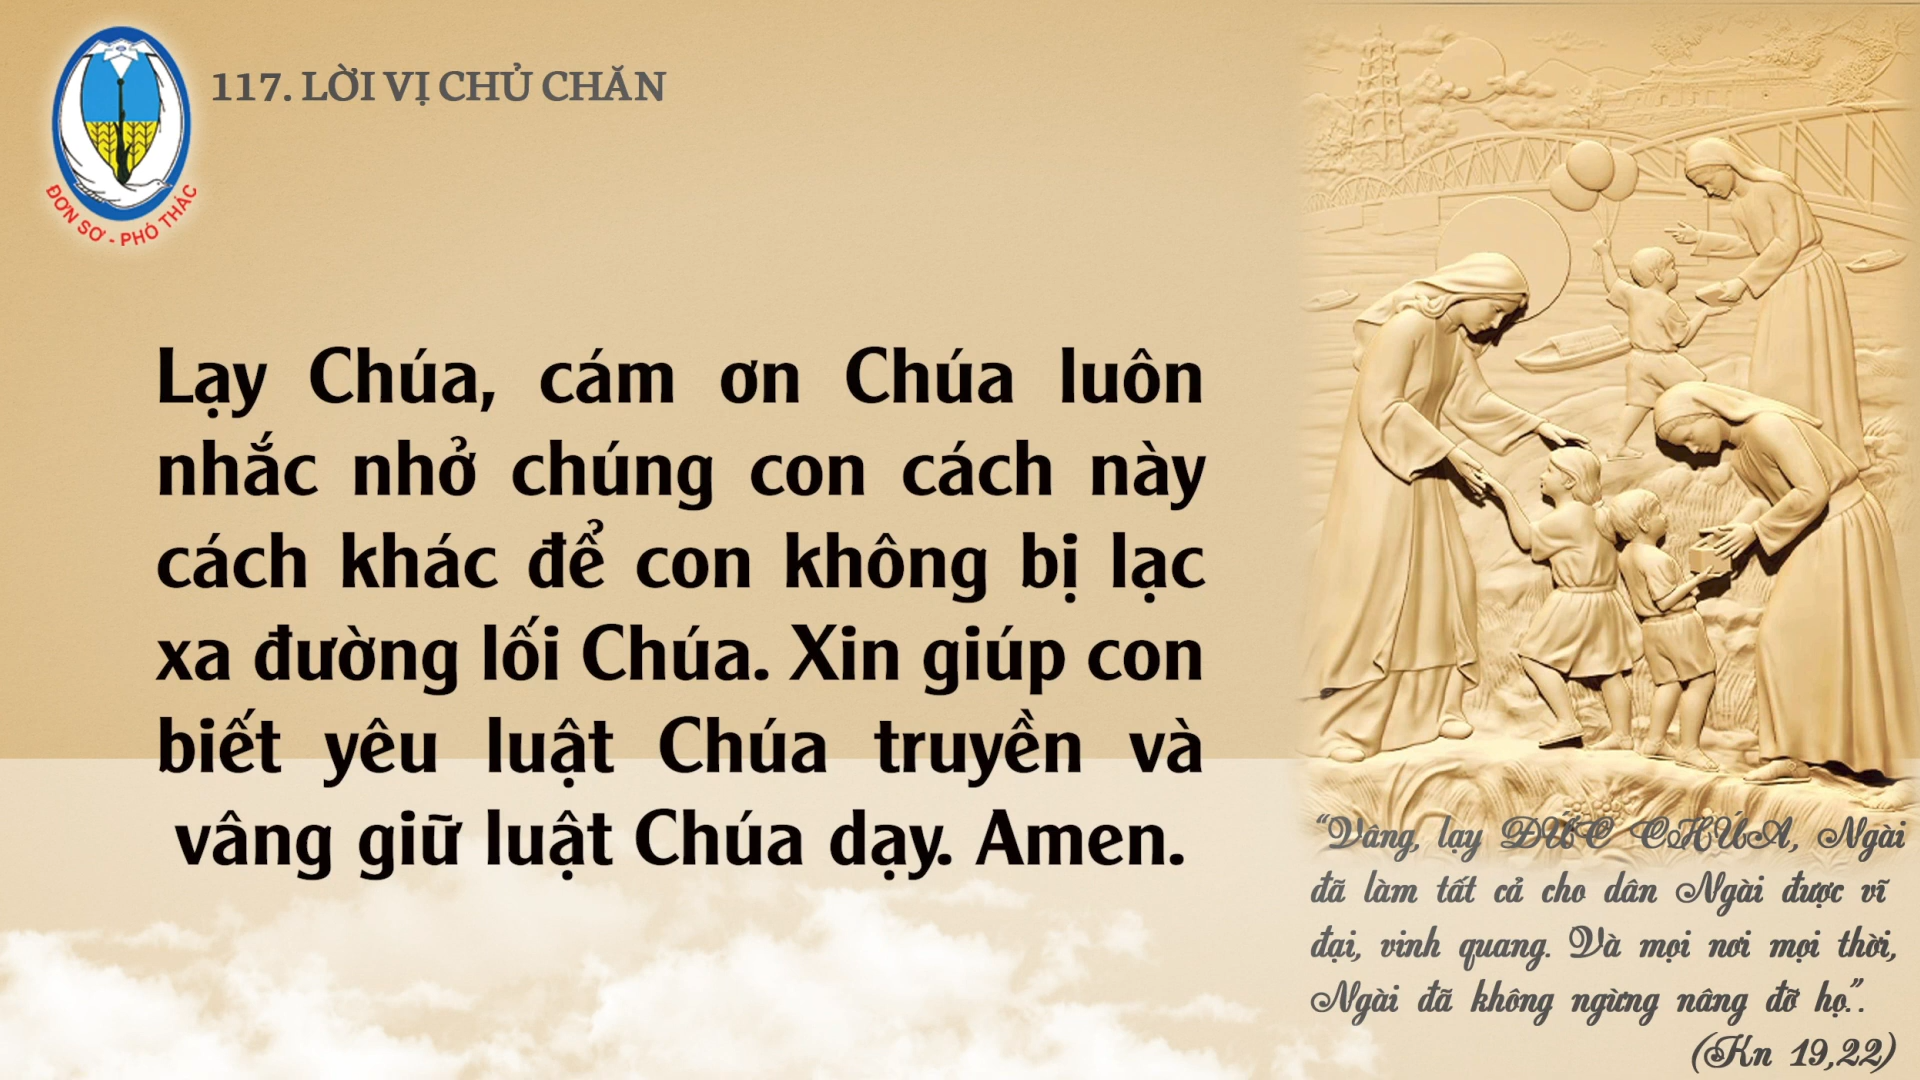 117. LỜI VỊ CHỦ CHĂN
ĐƠN SƠ - PHÓ THÁC
Lạy Chúa, cám ơn Chúa luôn
nhắc nhở chúng con cách này
cách khác để con không bị lạc
xa đường lối Chúa. Xin giúp con
biết yêu luật Chúa truyền và
vâng giữ luật Chúa dạy. Amen.
“Vâng, lạy ĐỨC CHÚA, Ngài
đã làm tất cả cho dân Ngài được vĩ
đại, vinh quang. Và mọi nơi mọi thời,
Ngài đã không ngừng nâng đỡ họ”.
(Kn 19,22)